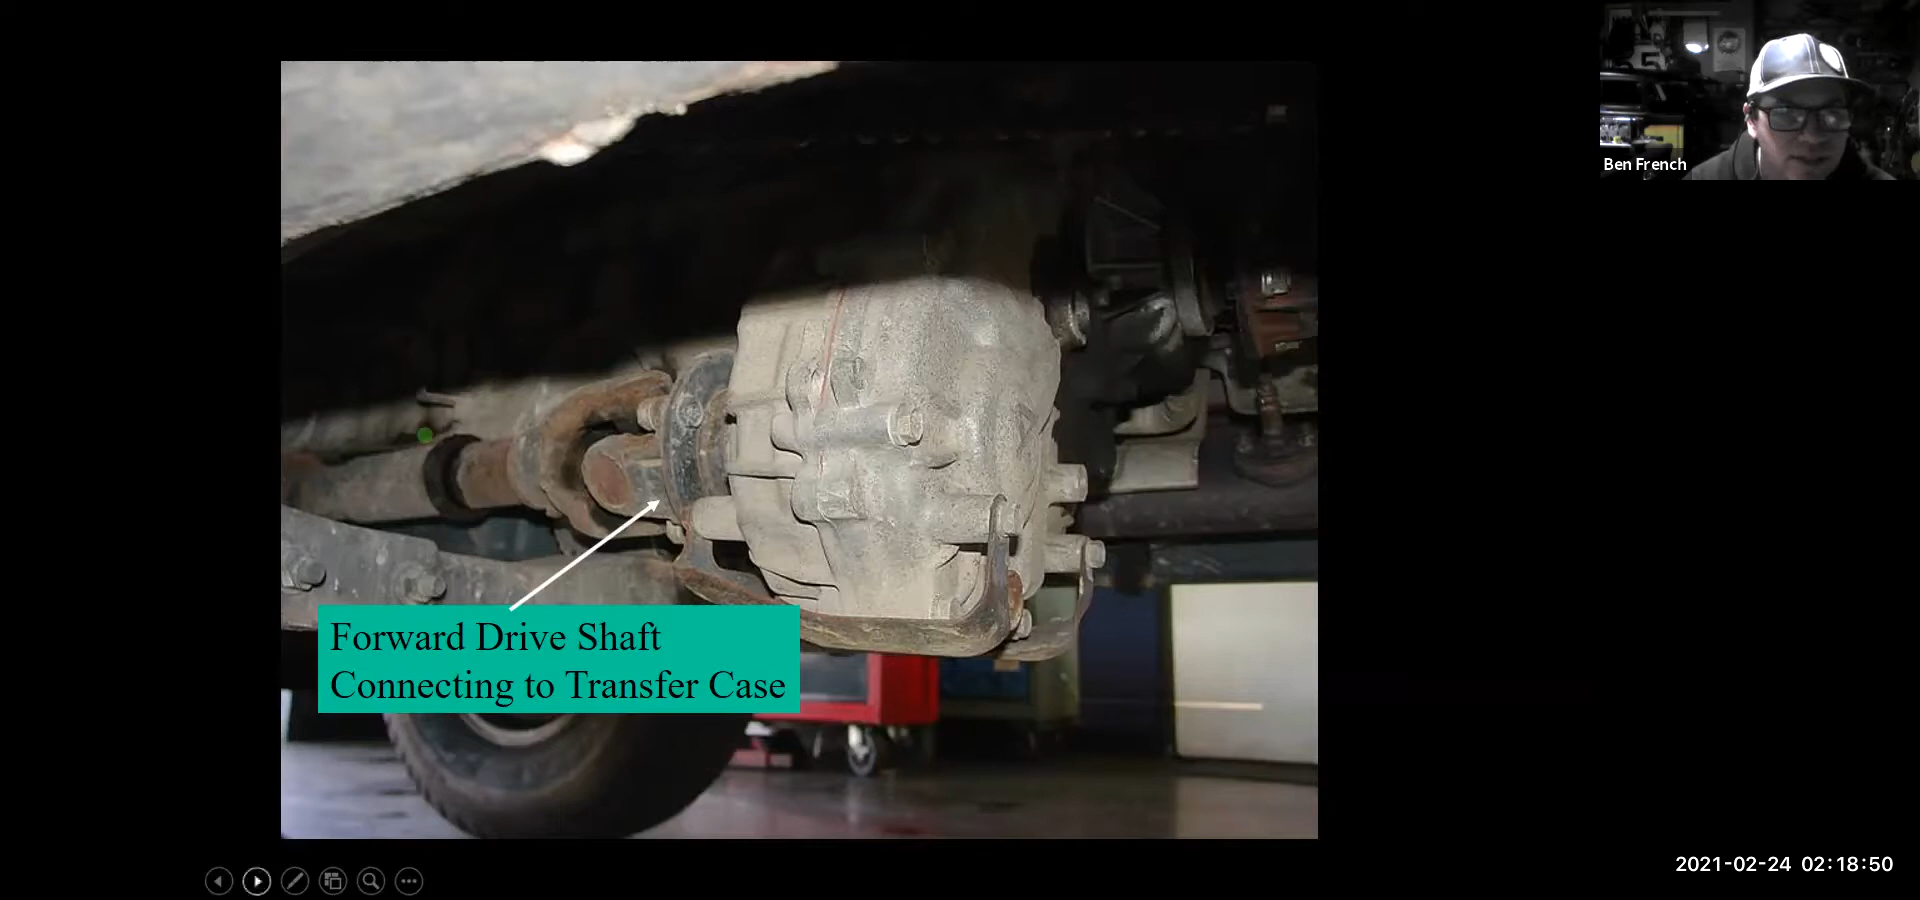 Ben French
Forward Drive Shaft
Connecting to Transfer Case
2021-02-24 02:18:50